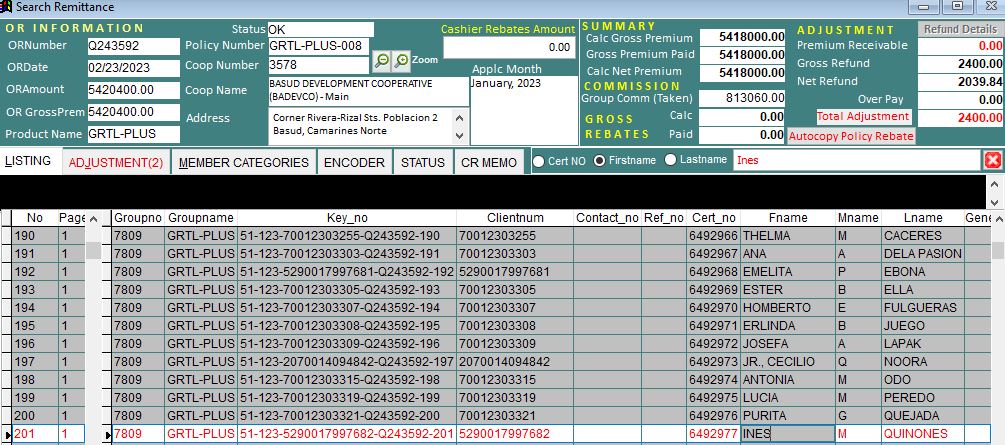 Search Remittance
OR INFORMATION
ORNumber Q243592
ORDate 02/23/2023
ORAmount 5420400.00
OR GrossPrem 5420400.00
Product Name GRTL-PLUS
Status OK
Policy Number GRTL-PLUS-008
Coop Number 3578
Zoom
Coop Name BASUD DEVELOPMENT COOPERATIVE (BADEVCO) - Main
Address Corner Rivera-Rizal Sts. Poblacion 2
Basud, Camarines Norte
Cashier Rebates Amount
0.00
Applc Month
January, 2023
SUMMARY
Calc Gross Premium 5418000.00
Gross Premium Paid 5418000.00
Calc Net Premium 5418000.00
COMMISSION
Group Comm (Taken) 813060.00
GROSS REBATES
Calc 0.00
Paid 0.00
ADJUSTMENT Refund Details
Premium Receivable 0.00
Gross Refund 2400.00
Net Refund 2039.84
Over Pay 0.00
Total Adjustment 2400.00
Autocopy Policy Rebate
LISTING ADJUSTMENT(2) MEMBER CATEGORIES ENCODER STATUS CR MEMO Cert NO Firstname Lastname Ines
No Page Groupno Groupname Key_no Clientnum Contact_no Ref_no Cert_no Fname Mname Lname Gene
190 1 7809 GRTL-PLUS 51-123-70012303255-Q243592-190 70012303255 6492966 THELMA M CACERES
191 1 7809 GRTL-PLUS 51-123-70012303303-Q243592-191 70012303303 6492967 ANA A DELA PASION
192 1 7809 GRTL-PLUS 51-123-5290017997681-Q243592-192 5290017997681 6492968 EMELITA P EBONA
193 1 7809 GRTL-PLUS 51-123-70012305269-Q243592-193 70012305269 6492969 ESTER B ELLA
194 1 7809 GRTL-PLUS 51-123-70012303307-Q243592-194 70012303307 6492970 HOMBERTO E FULGUERAS
195 1 7809 GRTL-PLUS 51-123-70012303308-Q243592-195 70012303308 6492971 ERLINDA B JUEGO
196 1 7809 GRTL-PLUS 51-123-70012303309-Q243592-196 70012303309 6492972 JOSEFA A LAPAK
197 1 7809 GRTL-PLUS 51-123-2070014094842-Q243592-197 2070014094842 6492973 JR., CECILIO Q NOORA
198 1 7809 GRTL-PLUS 51-123-70012303315-Q243592-198 70012303315 6492974 ANTONIA M ODO
199 1 7809 GRTL-PLUS 51-123-70012303319-Q243592-199 70012303319 6492975 LUCIA M PEREDO
200 1 7809 GRTL-PLUS 51-123-70012303321-Q243592-200 70012303321 6492976 PURITA G QUEJADA
201 1 7809 GRTL-PLUS 51-123-5290017997682-Q243592-201 5290017997682 6492977 INES M QUINONES